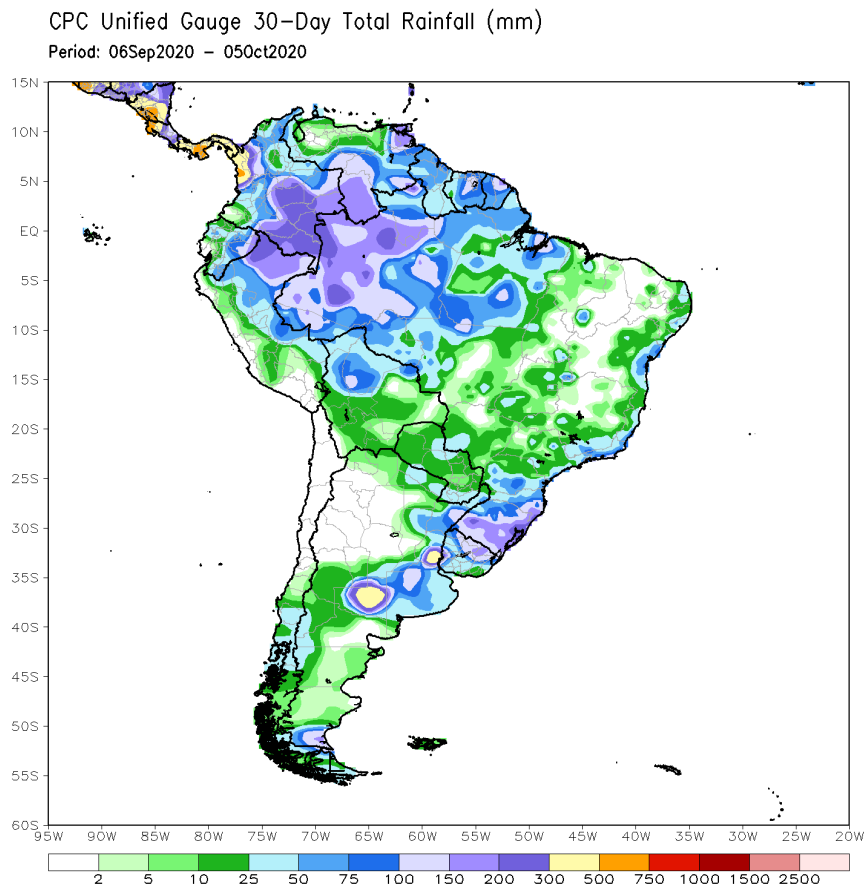 CPC Unified Gauge 30-Day Total Rainfall (mm)
Period: 06Sep2020 - 05Oct2020
15N
10N
5N
EQ
5S
10S
15S
20S
25S
30S
35S
40S
45S
50S
55S
60S
95W 90W 85W 80W 75W 70W 65W 60W 55W 50W 45W 40W 35W 30W 25W 20W
2 5 10 25 50 75 100 150 200 300 500 750 1000 1500 2500